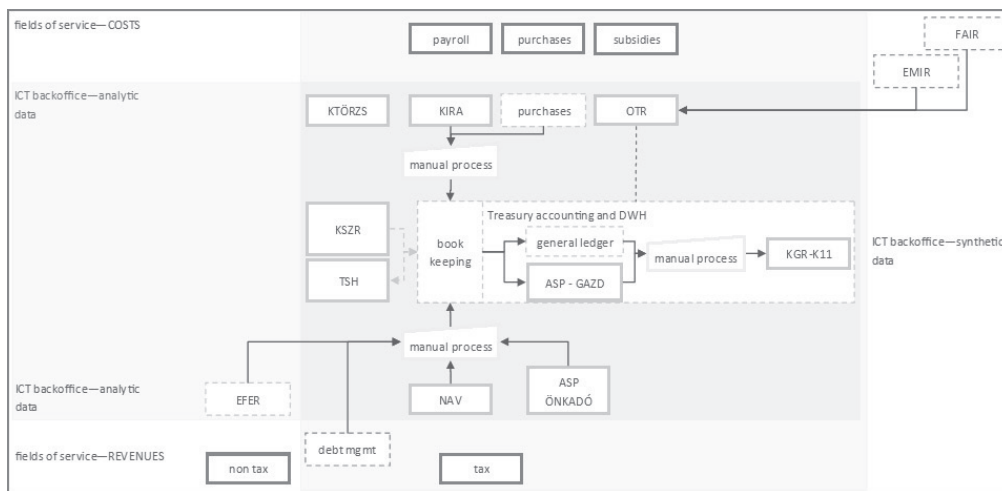 fields of service—COSTS
payroll
purchases
subsidies
FAIR
EMIR
ICT backoffice—analytic
data
KTÖRZS
KIRA
purchases
OTR
manual process
Treasury accounting and DWH
KSZR
TSH
book
keeping
general ledger
ASP - GAZD
manual process
KGR-K11
ICT backoffice—synthetic
data
manual process
ICT backoffice—analytic
data
EFER
NAV
ASP
ÖNKADÓ
fields of service—REVENUES
debt mgmt
non tax
tax